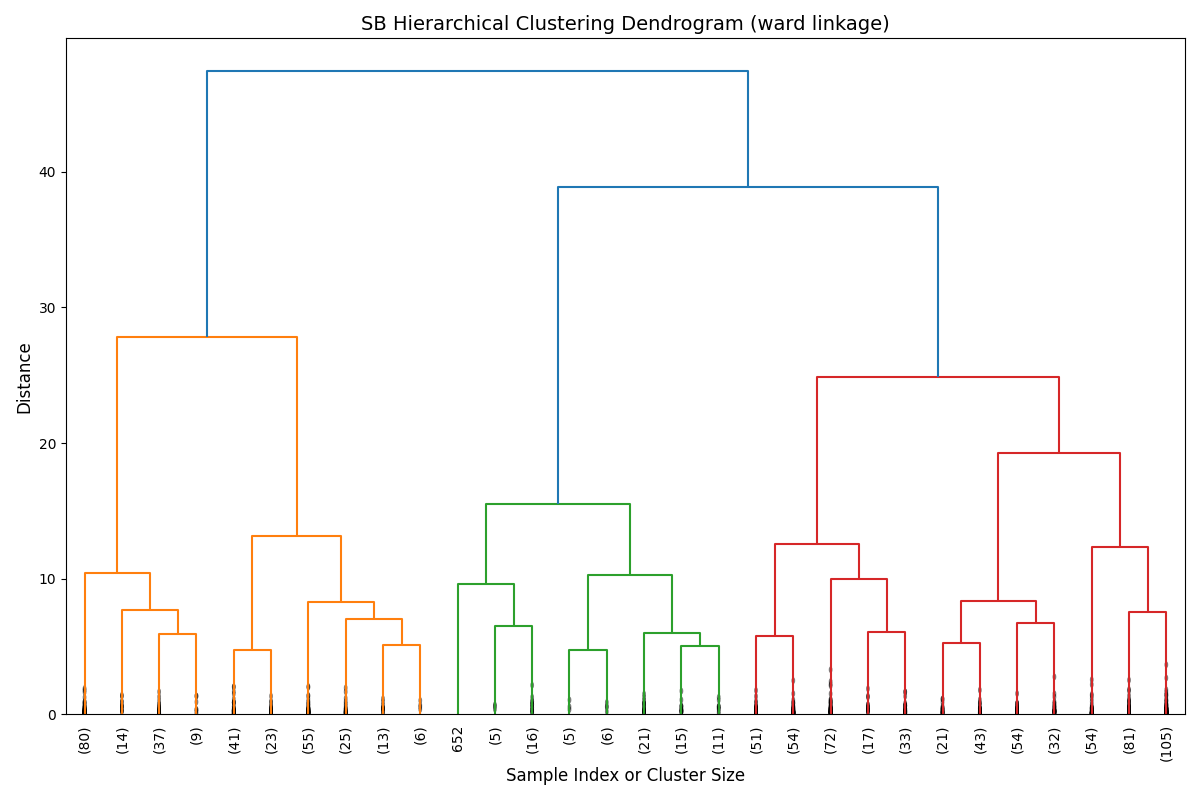 SB Hierarchical Clustering Dendrogram (ward linkage)
Distance
40
30
20
10
0
(80) (14) (37) (9) (41) (23) (55) (25) (13) (6) 652 (5) (16) (5) (6) (21) (15) (11) (51) (54) (72) (17) (33) (21) (43) (54) (32) (54) (81) (105)
Sample Index or Cluster Size